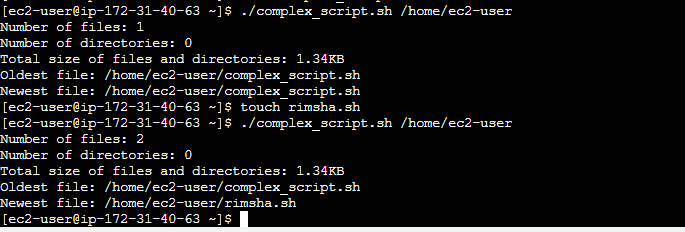 [ec2-user@ip-172-31-40-63 ~]$ ./complex_script.sh /home/ec2-user
Number of files: 1
Number of directories: 0
Total size of files and directories: 1.34KB
Oldest file: /home/ec2-user/complex_script.sh
Newest file: /home/ec2-user/complex_script.sh
[ec2-user@ip-172-31-40-63 ~]$ touch rimsha.sh
[ec2-user@ip-172-31-40-63 ~]$ ./complex_script.sh /home/ec2-user
Number of files: 2
Number of directories: 0
Total size of files and directories: 1.34KB
Oldest file: /home/ec2-user/complex_script.sh
Newest file: /home/ec2-user/rimsha.sh
[ec2-user@ip-172-31-40-63 ~]$